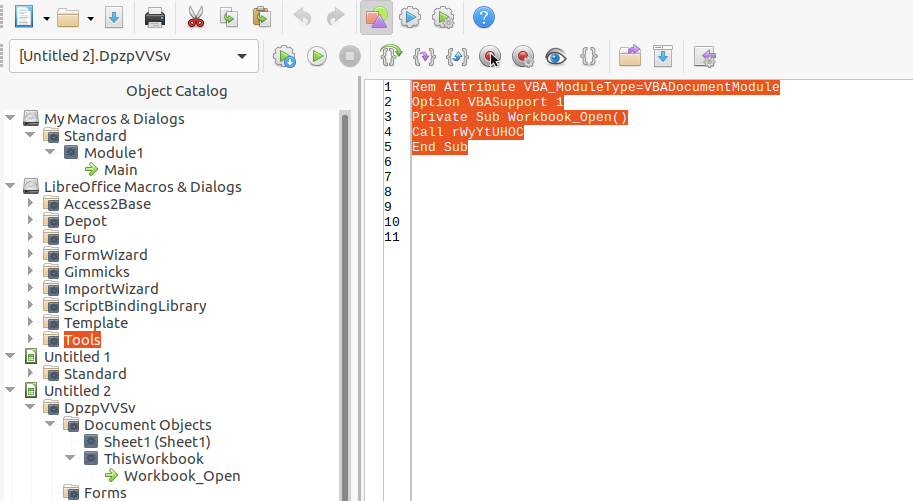 [Untitled 2].DpzpVVSv
Object Catalog
My Macros & Dialogs
Standard
Module1
Main
LibreOffice Macros & Dialogs
Access2Base
Depot
Euro
FormWizard
Gimmicks
ImportWizard
ScriptBindingLibrary
Template
Tools
Untitled 1
Standard
Untitled 2
DpzpVVSv
Document Objects
Sheet1 (Sheet1)
ThisWorkbook
Workbook_Open
Forms
1 Rem Attribute VBA_ModuleType=VBADocumentModule
2 Option VBASupport 1
3 Private Sub Workbook_Open()
4 Call rWyYtUHOC
5 End Sub
6
7
8
9
10
11